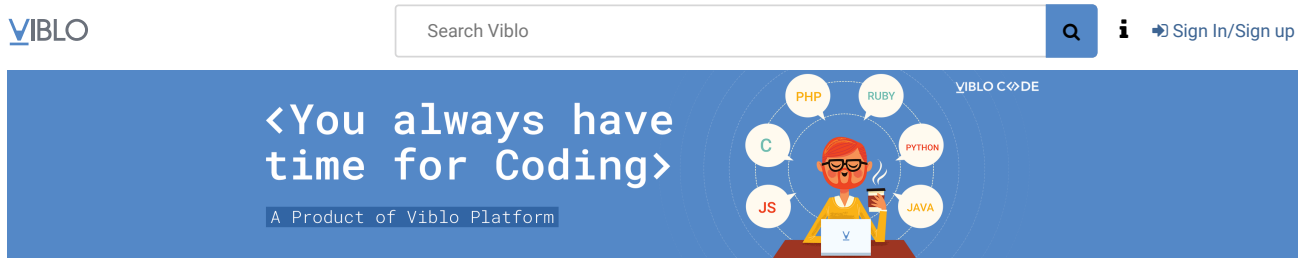 VIBLO
Search Viblo
Sign In/Sign up
VIBLO C<>DE
<You always have
time for Coding>
A Product of Viblo Platform
PHP
RUBY
C
PYTHON
JS
JAVA